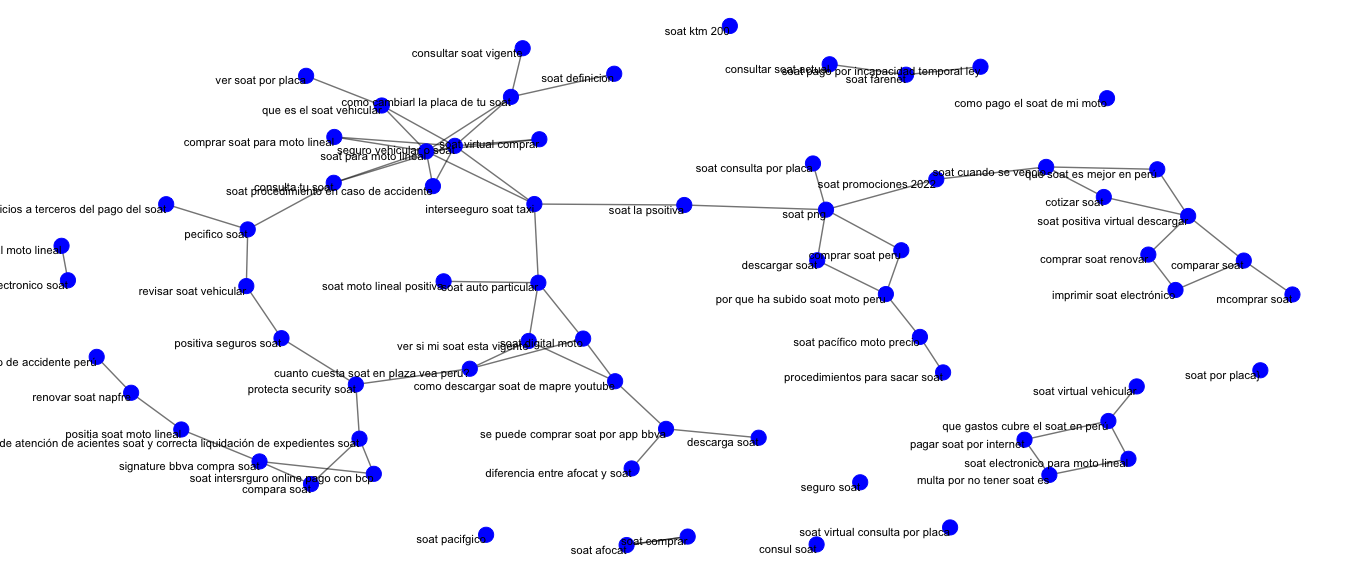 soat ktm 200
consultar soat vigente
consultar soat actual
soat pago por incapacidad temporal ley
soat farenet
ver soat por placa
soat definicion
como cambiarl la placa de tu soat
que es el soat vehicular
como pago el soat de mi moto
comprar soat para moto lineal
soat virtual comprar
seguro vehicular o soat
soat para moto lineal
consulta tu soat
soat procedimiento en caso de accidente
soat consulta por placa
soat cuando se vence
que soat es mejor en perú
soat promociones 2022
cotizar soat
icios a terceros del pago del soat
interseeguro soat taxi
soat la psoitiva
soat png
soat positiva virtual descargar
pecifico soat
l moto lineal
comprar soat perú
descargar soat
comprar soat renovar
comparar soat
ectronico soat
revisar soat vehicular
soat moto lineal positiva
soat auto particular
por que ha subido soat moto peru
imprimir soat electrónico
mcomprar soat
positiva seguros soat
ver si mi soat esta vigente
soat digital moto
soat pacífico moto precio
o de accidente peru
cuanto cuesta soat en plaza vea peru?
protecta security soat
como descargar soat de mapre youtube
procedimientos para sacar soat
soat por placaj
renovar soat napfre
soat virtual vehicular
positia soat moto lineal
de atención de acientes soat y correcta liquidación de expedientes soat
se puede comprar soat por app bbva
descarga soat
que gastos cubre el soat en peru
pagar soat por internet
signature bbva compra soat
soat intersrguro online pago con bcp
compara soat
diferencia entre afocat y soat
soat electronico para moto lineal
multa por no tener soat es
seguro soat
soat pacifgico
soat afocat
soat comprar
soat virtual consulta por placa
consul soat